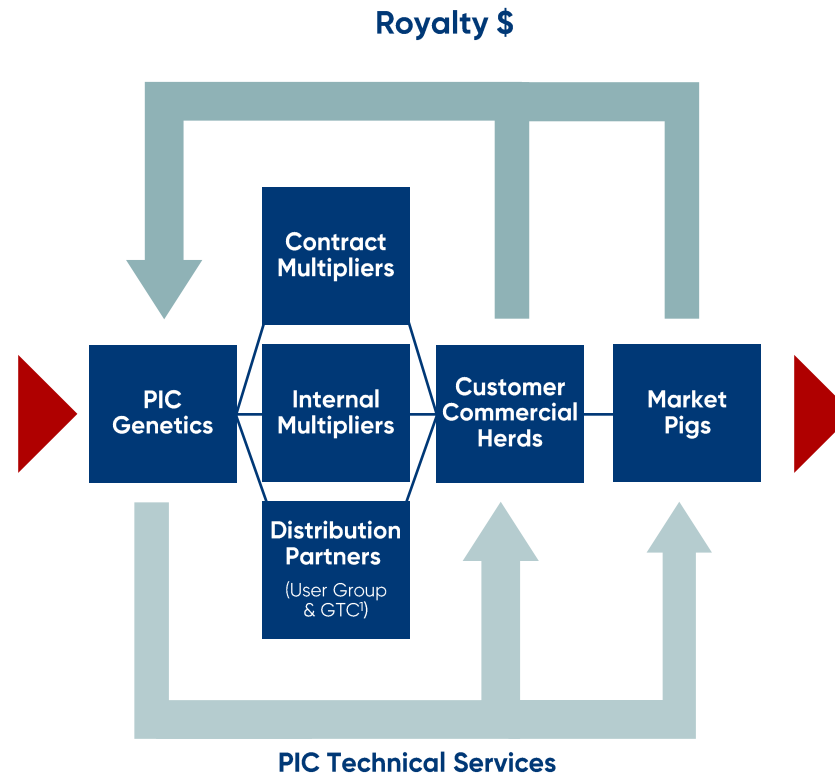 Royalty $
Contract
Multipliers
PIC
Genetics
Internal
Multipliers
Customer
Commercial
Herds
Market
Pigs
Distribution
Partners
(User Group
& GTC¹)
PIC Technical Services